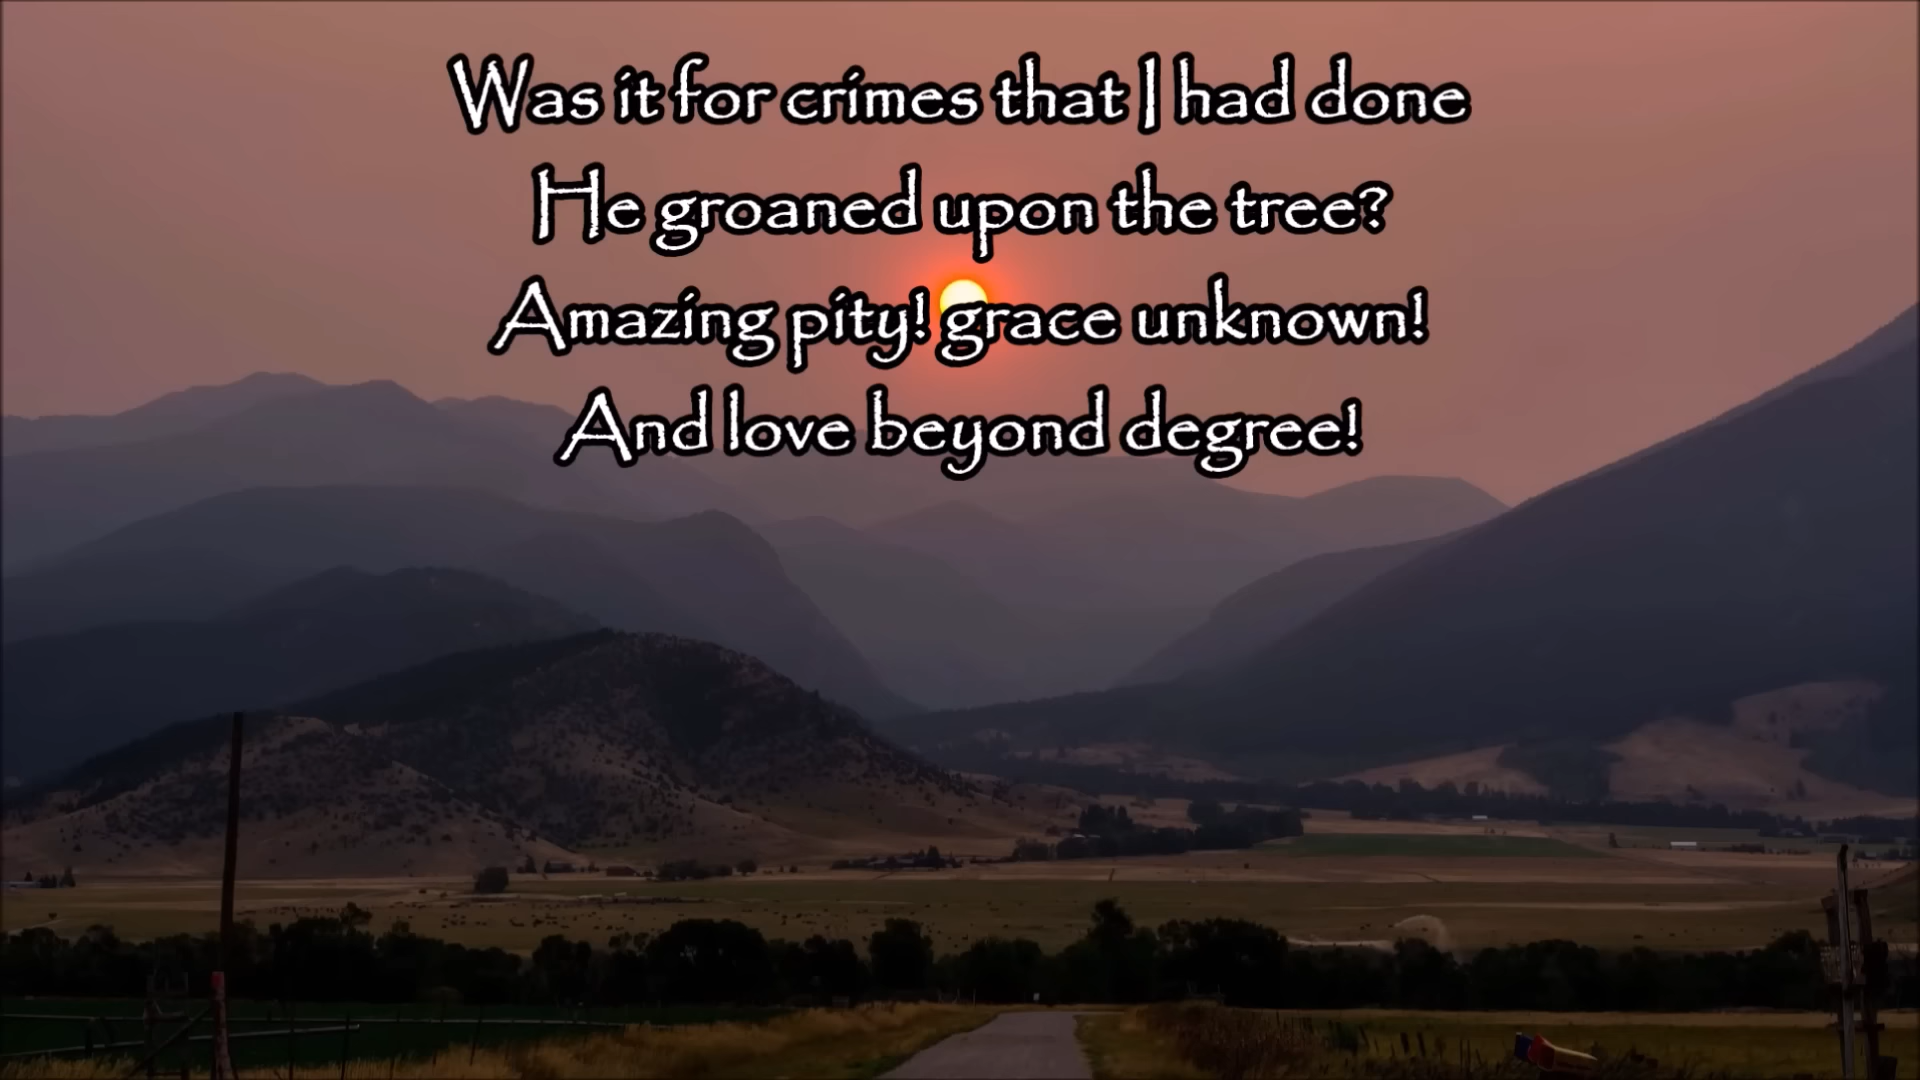 Was it for crimes that I had done
He groaned upon the tree?
Amazing pity! grace unknown!
And love beyond degree!